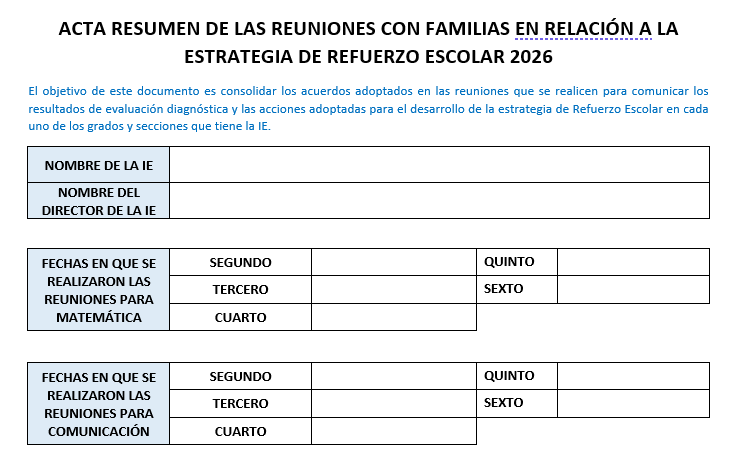 ACTA RESUMEN DE LAS REUNIONES CON FAMILIAS EN RELACIÓN A LA
ESTRATEGIA DE REFUERZO ESCOLAR 2026
El objetivo de este documento es consolidar los acuerdos adoptados en las reuniones que se realicen para comunicar los
resultados de evaluación diagnóstica y las acciones adoptadas para el desarrollo de la estrategia de Refuerzo Escolar en cada
uno de los grados y secciones que tiene la IE.
NOMBRE DE LA IE
NOMBRE DEL
DIRECTOR DE LA IE
FECHAS EN QUE SE
REALIZARON LAS
REUNIONES PARA
MATEMÁTICA
SEGUNDO
QUINTO
TERCERO
SEXTO
CUARTO
FECHAS EN QUE SE
REALIZARON LAS
REUNIONES PARA
COMUNICACIÓN
SEGUNDO
QUINTO
TERCERO
SEXTO
CUARTO